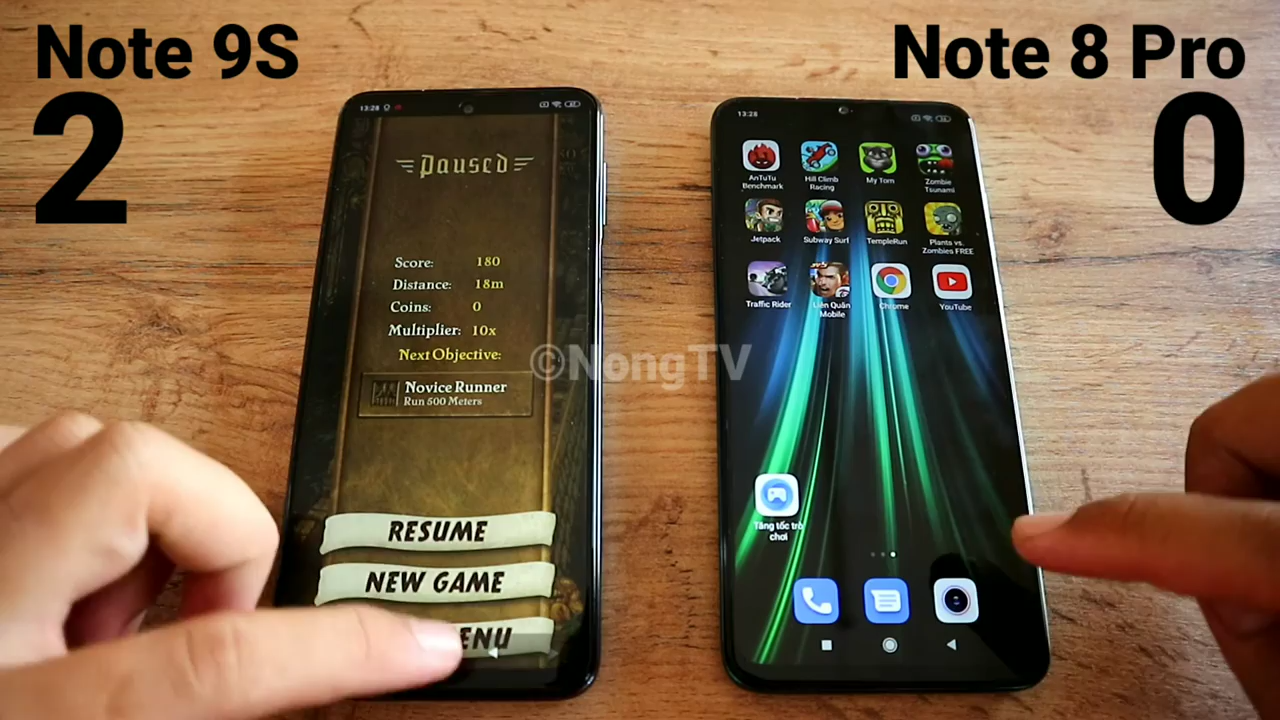 Note 9S
2
Note 8 Pro
0
13:28
Paused
Score: 180
Distance: 18m
Coins: 0
Multiplier: 10x
Next Objective:
Novice Runner
Run 500 Meters
RESUME
NEW GAME
ENU
13:28
AnTuTu
Benchmark
Hill Climb
Racing
My Tom
Zombie
Tsunami
Jetpack
Subway Surf
TempleRun
Plants vs.
Zombies FREE
Traffic Rider
Liên Quân
Mobile
Chrome
YouTube
Tăng tốc trò
chơi
©NongTV